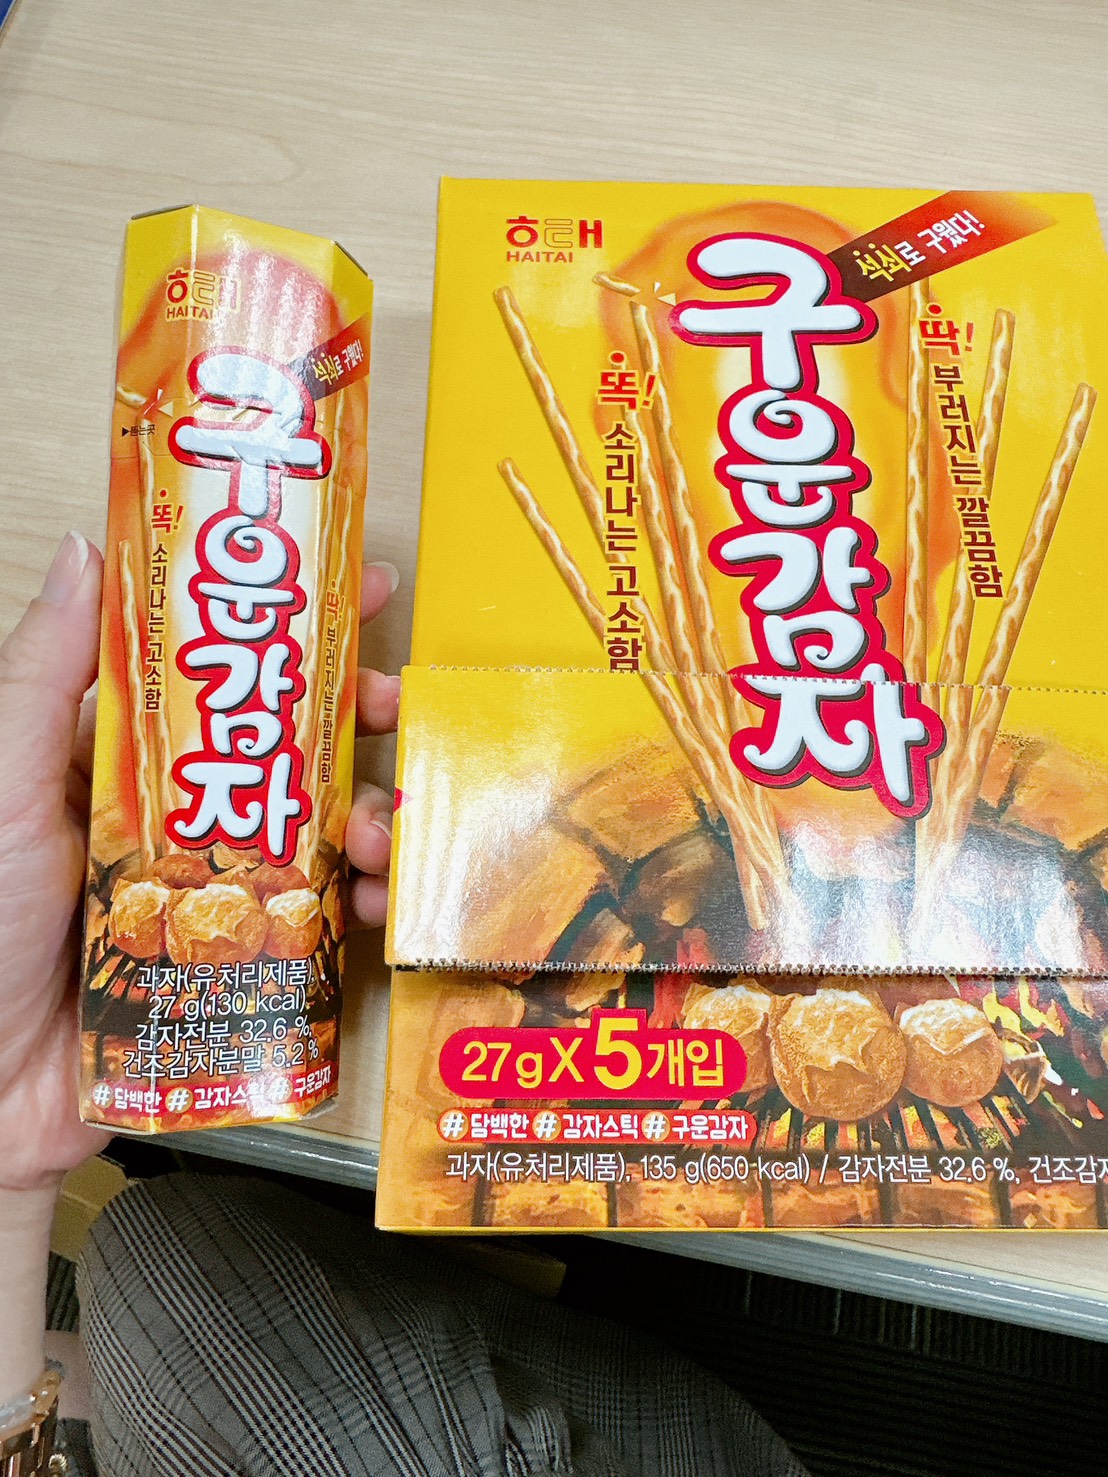 해태
HAITAI
석쇠로 구웠다!
▶뜯는곳
구운감자
똑! 소리나는 고소함
딱! 부러지는 깔끔함
과자(유처리제품),
27 g(130 kcal)
감자전분 32.6 %,
건조감자분말 5.2 %
# 담백한 # 감자스틱 # 구운감자
해태
HAITAI
석쇠로 구웠다!
구운감자
똑! 소리나는 고소함
딱! 부러지는 깔끔함
27gX5개입
# 담백한 # 감자스틱 # 구운감자
과자(유처리제품), 135 g(650 kcal) / 감자전분 32.6 %, 건조감자